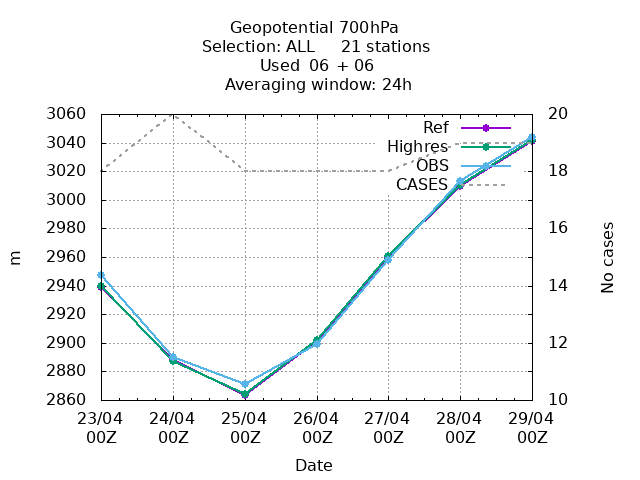 Geopotential 700hPa
Selection: ALL     21 stations
Used  06 + 06
Averaging window: 24h
3060
3040
3020
3000
2980
2960
2940
2920
2900
2880
2860
m
Ref
Highres
OBS
CASES
20
18
16
14
12
10
No cases
23/04 24/04 25/04 26/04 27/04 28/04 29/04
00Z 00Z 00Z 00Z 00Z 00Z 00Z
Date